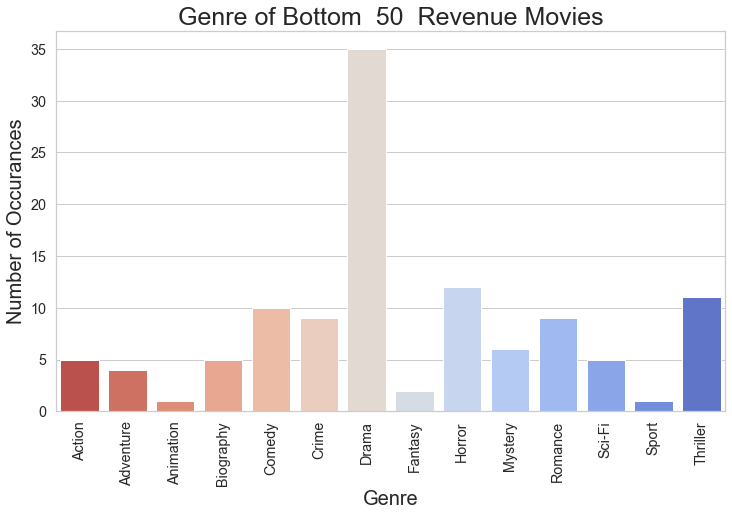 Genre of Bottom  50  Revenue Movies
Number of Occurances
35
30
25
20
15
10
5
0
Action
Adventure
Animation
Biography
Comedy
Crime
Drama
Fantasy
Horror
Mystery
Romance
Sci-Fi
Sport
Thriller
Genre